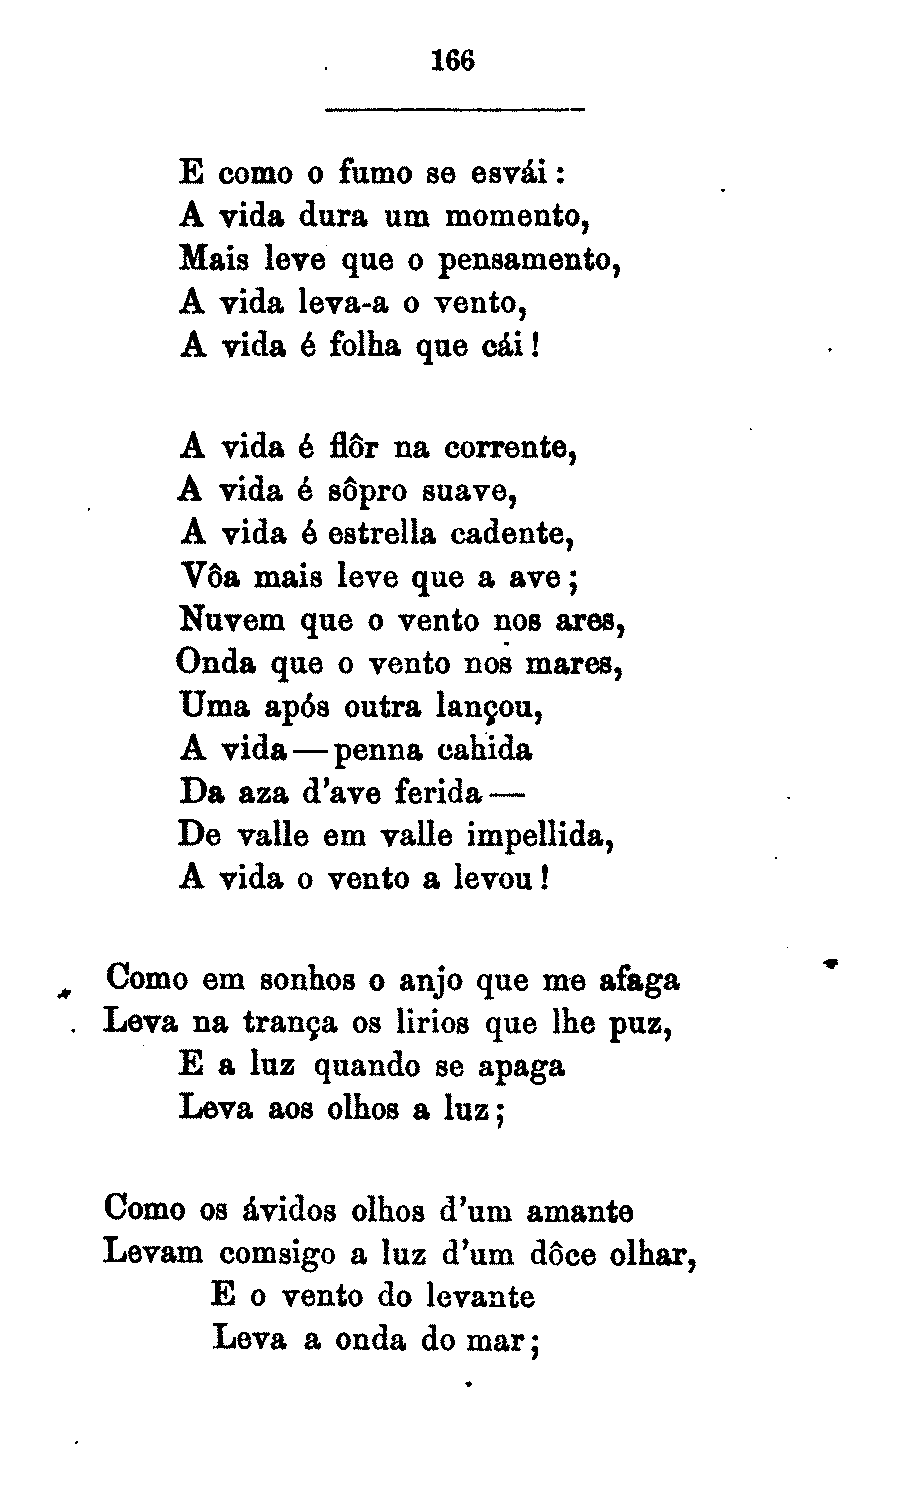 166
E como o fumo se esvái:
A vida dura um momento,
Mais leve que o pensamento,
A vida leva-a o vento,
A vida é folha que cái!
A vida é flôr na corrente,
A vida é sôpro suave,
A vida é estrella cadente,
Vôa mais leve que a ave;
Nuvem que o vento nos ares,
Onda que o vento nos mares,
Uma após outra lançou,
A vida—penna cahida
Da aza d'ave ferida—
De valle em valle impellida,
A vida o vento a levou!
Como em sonhos o anjo que me afaga
Leva na trança os lirios que lhe puz,
E a luz quando se apaga
Leva aos olhos a luz;
Como os ávidos olhos d'um amante
Levam comsigo a luz d'um dôce olhar,
E o vento do levante
Leva a onda do mar;